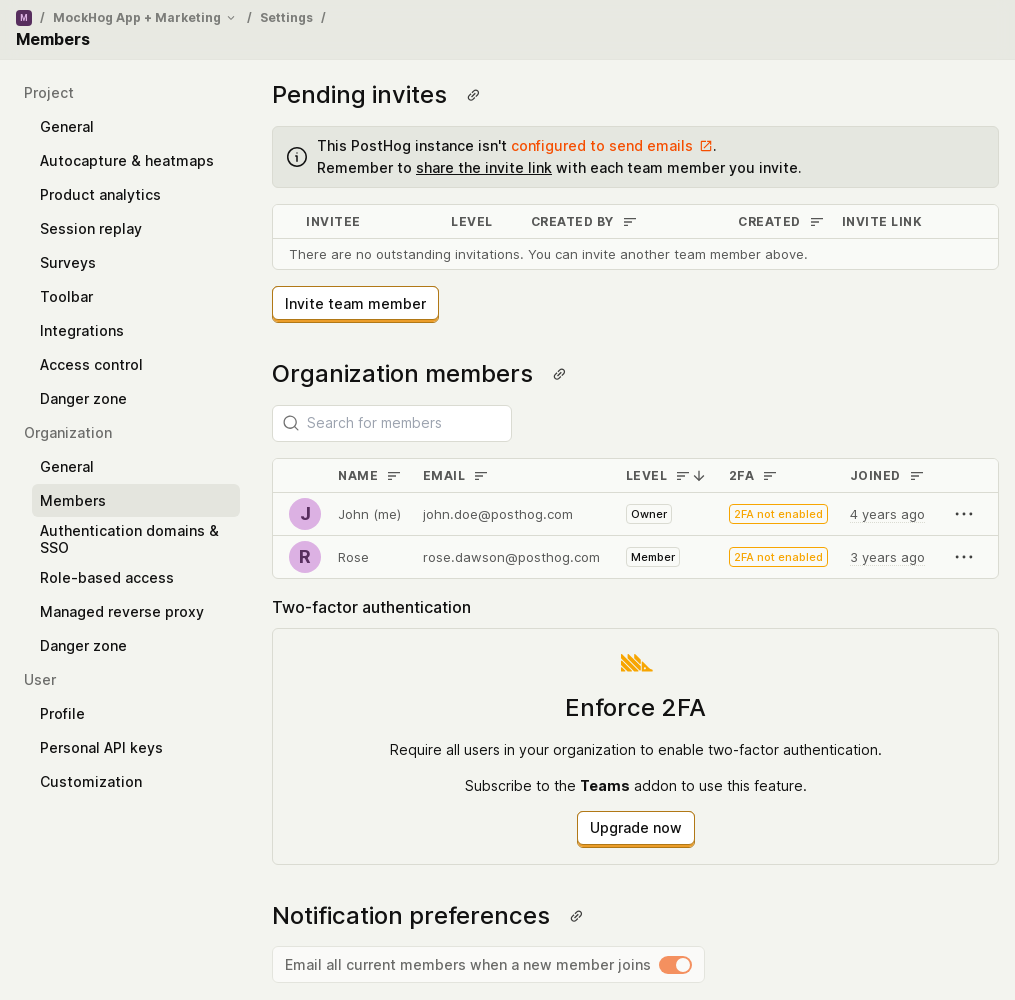 M / MockHog App + Marketing / Settings /
Members
Project
General
Autocapture & heatmaps
Product analytics
Session replay
Surveys
Toolbar
Integrations
Access control
Danger zone
Organization
General
Members
Authentication domains &
SSO
Role-based access
Managed reverse proxy
Danger zone
User
Profile
Personal API keys
Customization
Pending invites
This PostHog instance isn't configured to send emails .
Remember to share the invite link with each team member you invite.
INVITEE LEVEL CREATED BY CREATED INVITE LINK
There are no outstanding invitations. You can invite another team member above.
Invite team member
Organization members
Search for members
NAME EMAIL LEVEL 2FA JOINED
J John (me) john.doe@posthog.com Owner 2FA not enabled 4 years ago
R Rose rose.dawson@posthog.com Member 2FA not enabled 3 years ago
Two-factor authentication
Enforce 2FA
Require all users in your organization to enable two-factor authentication.
Subscribe to the Teams addon to use this feature.
Upgrade now
Notification preferences
Email all current members when a new member joins